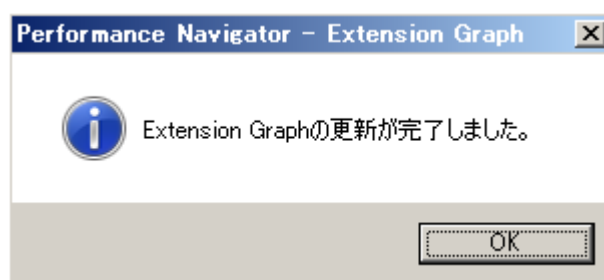 Performance Navigator - Extension Graph
Extension Graphの更新が完了しました。
OK